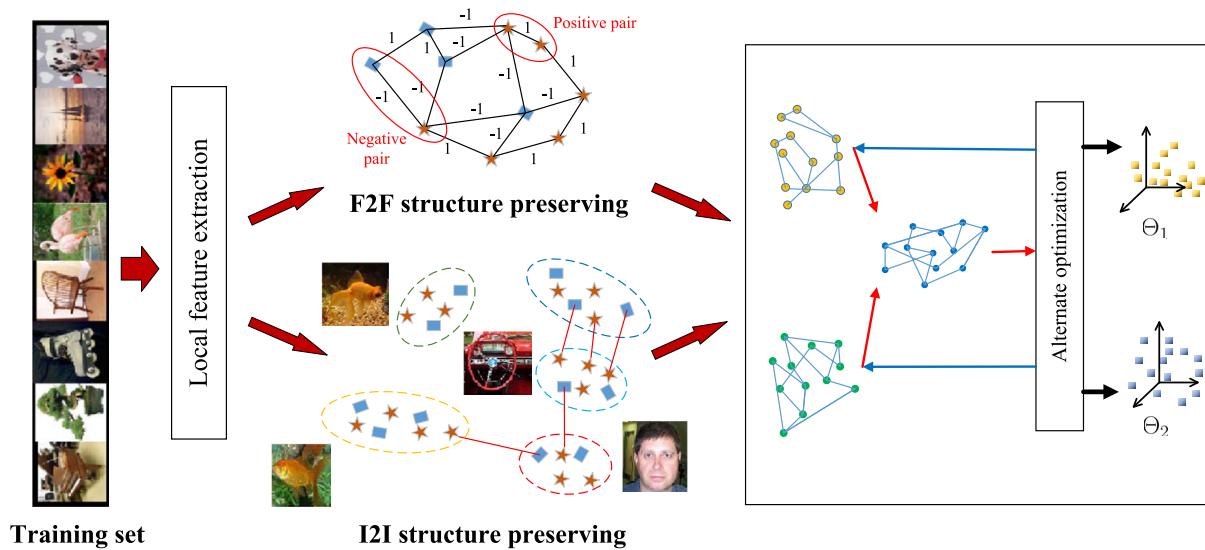 Training set
Local feature extraction
-1
1
Positive pair
1
1
-1
-1
1
-1
-1
-1
-1
-1
Negative
pair
1
-1
1
1
F2F structure preserving
I2I structure preserving
Alternate optimization
Θ1
Θ2